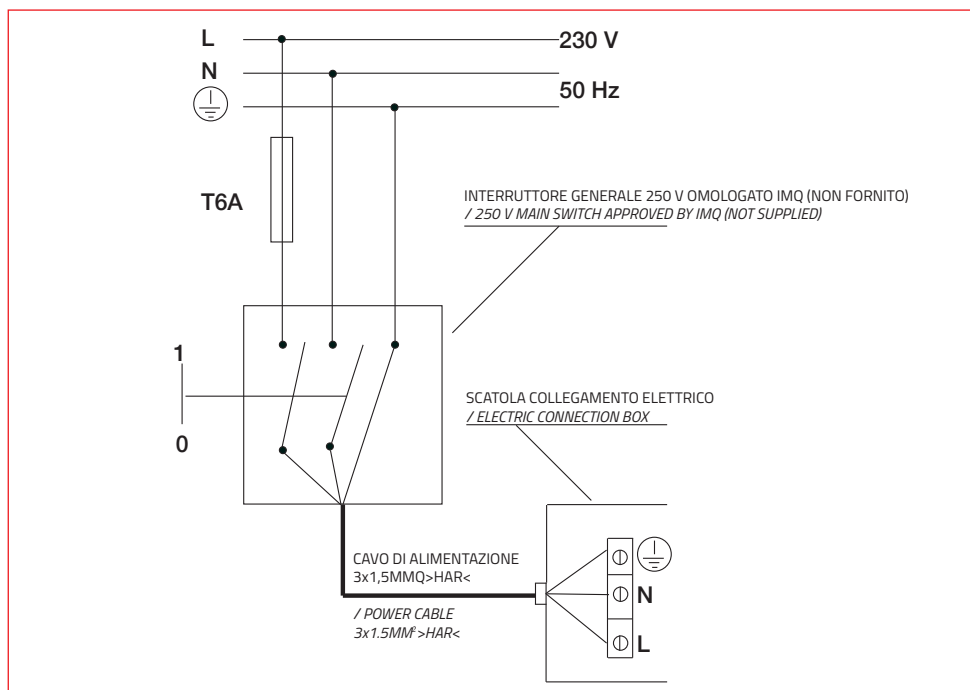 L
230 V
N
50 Hz
T6A
INTERRUTTORE GENERALE 250 V OMOLOGATO IMQ (NON FORNITO)
/ 250 V MAIN SWITCH APPROVED BY IMQ (NOT SUPPLIED)
1
0
SCATOLA COLLEGAMENTO ELETTRICO
/ ELECTRIC CONNECTION BOX
CAVO DI ALIMENTAZIONE
3x1,5MMQ>HAR<
/ POWER CABLE
3x1.5MM²>HAR<
N
L